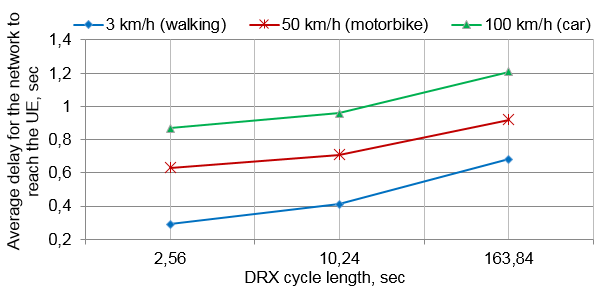 3 km/h (walking) 50 km/h (motorbike) 100 km/h (car)
Average delay for the network to
reach the UE, sec
1,4
1,2
1
0,8
0,6
0,4
0,2
2,56 10,24 163,84
DRX cycle length, sec